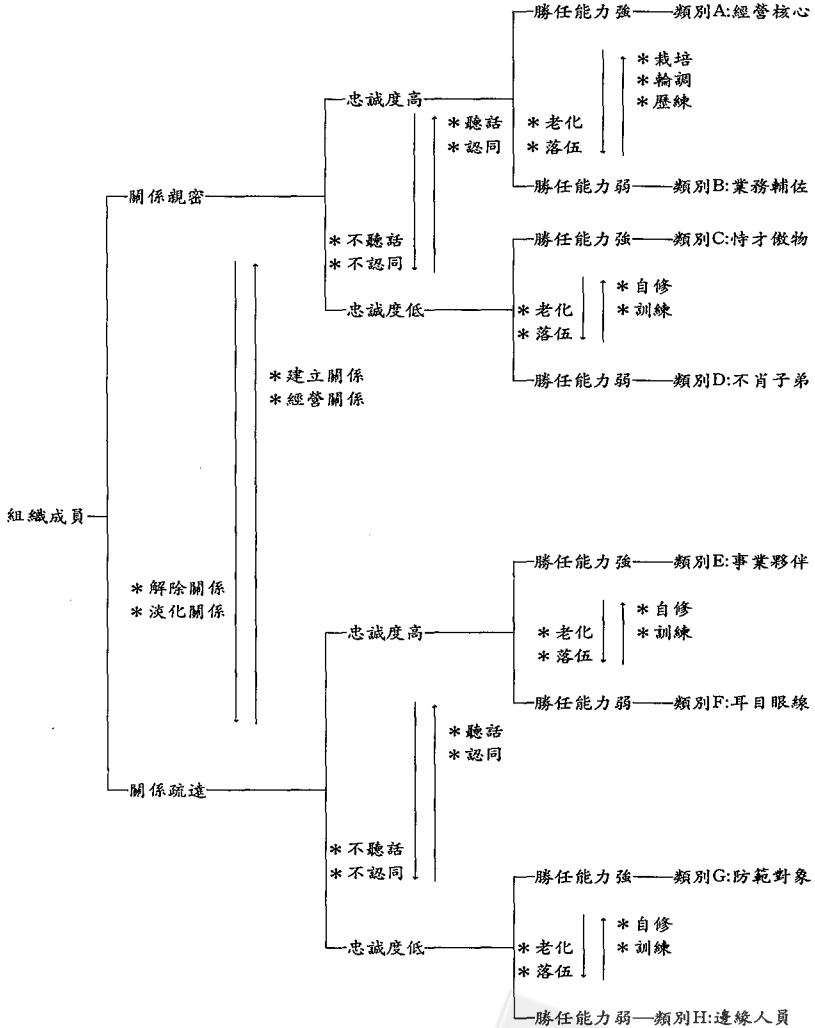 勝任能力強 類別A:經營核心
*栽培
*輪調
*歷練
忠誠度高
*聽話
*認同
*老化
*落伍
勝任能力弱 類別B:業務輔佐
關係親密
*不聽話
*不認同
勝任能力強 類別C:恃才傲物
*自修
*訓練
忠誠度低
*老化
*落伍
*建立關係
*經營關係
勝任能力弱 類別D:不肖子弟
組織成員
勝任能力強 類別E:事業夥伴
*解除關係
*淡化關係
忠誠度高
*老化
*落伍
*自修
*訓練
勝任能力弱 類別F:耳目眼線
*聽話
*認同
關係疏遠
*不聽話
*不認同
勝任能力強 類別G:防範對象
*自修
*訓練
忠誠度低
*老化
*落伍
勝任能力弱 類別H:邊緣人員